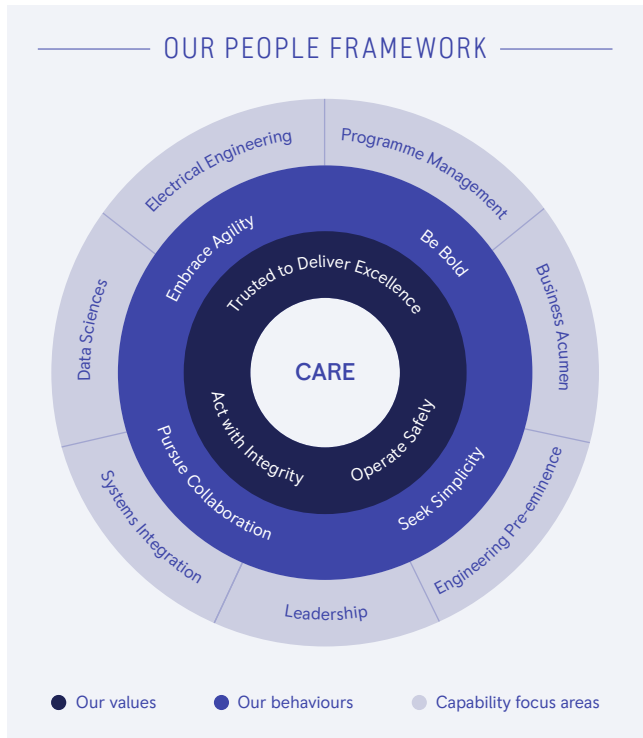 OUR PEOPLE FRAMEWORK
Electrical Engineering
Programme Management
Business Acumen
Engineering Pre-eminence
Leadership
Systems Integration
Data Sciences
Embrace Agility
Be Bold
Seek Simplicity
Pursue Collaboration
Trusted to Deliver Excellence
Operate Safely
Act with Integrity
CARE
Our values
Our behaviours
Capability focus areas